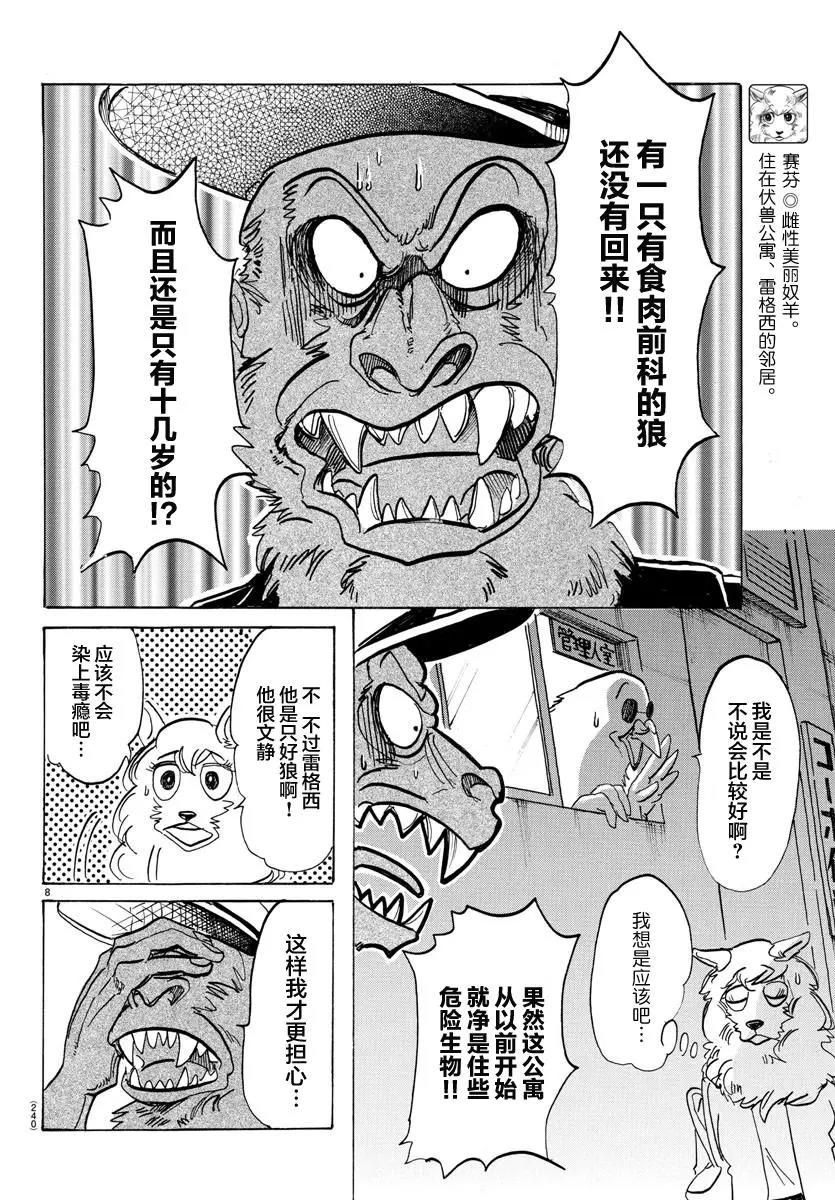 赛芬◎雌性美丽奴羊。
住在伏兽公寓、雷格西的邻居。
有一只有食肉前科的狼
还没有回来!!
而且还是只有十几岁的!?
管理人室
我是不是
不说会比较好啊?
コーポ伏
我想是应该吧…
果然这公寓
从以前开始
就净是住些
危险生物!!
不 不过雷格西
他是只好狼啊!
他很文静
应该不会
染上毒瘾吧…
8
这样我才更担心…
(240)